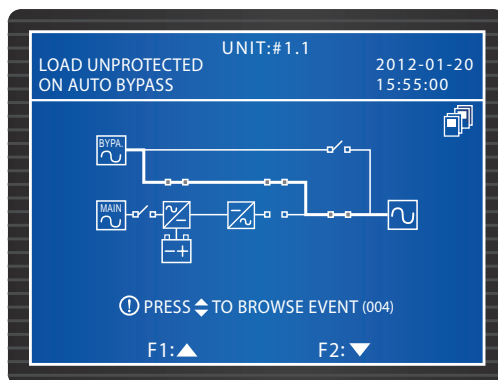 UNIT:#1.1
LOAD UNPROTECTED
ON AUTO BYPASS
2012-01-20
15:55:00
BYPA.
MAIN
PRESS TO BROWSE EVENT (004)
F1:
F2: